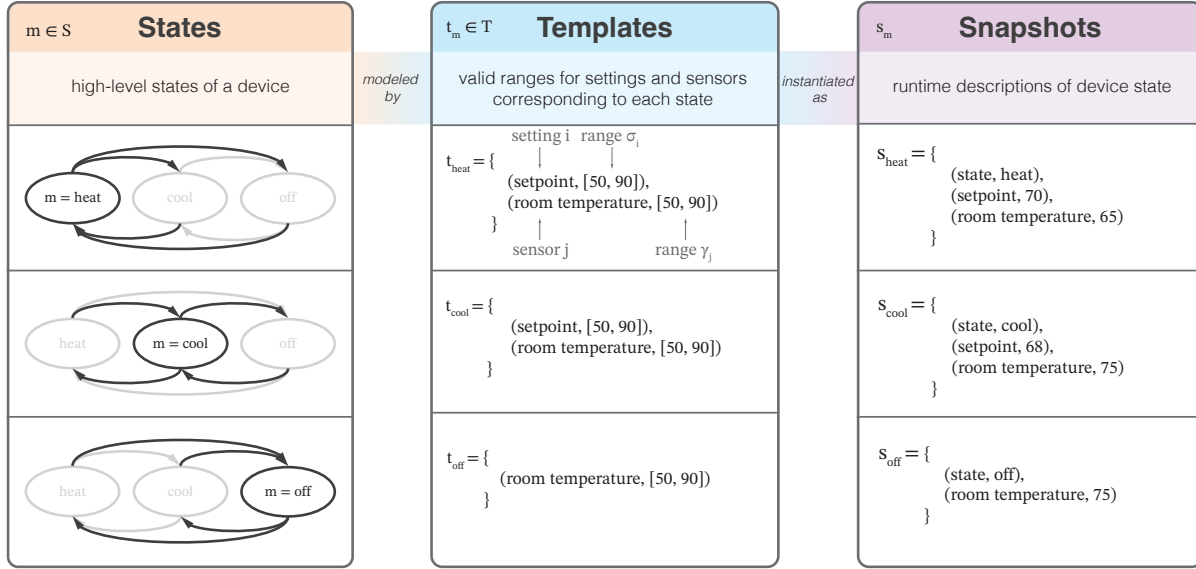 m ∈ S States
high-level states of a device
m = heat
cool
off
heat
m = cool
off
heat
cool
m = off
modeled
by
t_m ∈ T Templates
valid ranges for settings and sensors
corresponding to each state
setting i range σ_i
t_heat = {
(setpoint, [50, 90]),
(room temperature, [50, 90])
}
sensor j range γ_j
t_cool = {
(setpoint, [50, 90]),
(room temperature, [50, 90])
}
t_off = {
(room temperature, [50, 90])
}
instantiated
as
s_m Snapshots
runtime descriptions of device state
s_heat = {
(state, heat),
(setpoint, 70),
(room temperature, 65)
}
s_cool = {
(state, cool),
(setpoint, 68),
(room temperature, 75)
}
s_off = {
(state, off),
(room temperature, 75)
}